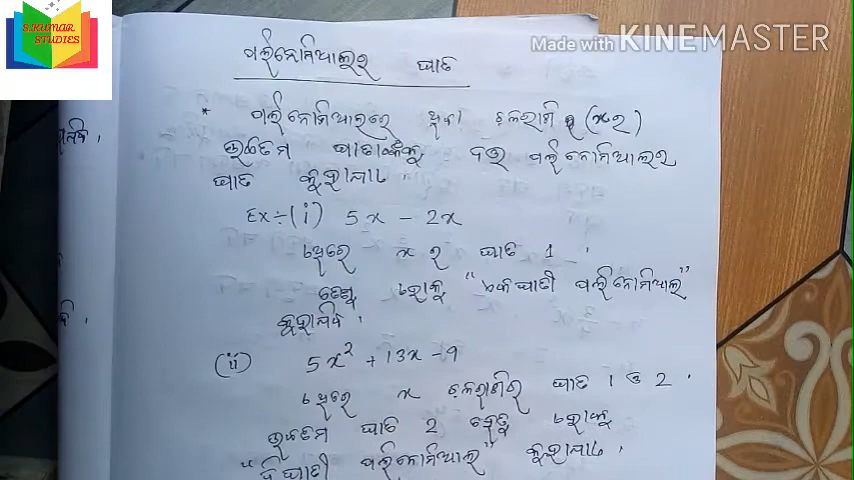 S.KUMAR
STUDIES
Made with KINEMASTER
ପଲିନୋମିଆଲର ଘାତ
* ପଲିନୋମିଆଲରେ ଥିବା ଚଳରାଶି ର (x ର)
ଉଚ୍ଚତମ ଘାତାଙ୍କକୁ ଉକ୍ତ ପଲିନୋମିଆଲର
ଘାତ କୁହାଯାଏ
Ex÷(i) 5x - 2x
ଏଥିରେ x ର ଘାତ 1 .
ତେଣୁ ଏହାକୁ "ଏକଘାତୀ ପଲିନୋମିଆଲ"
କୁହାଯିବ .
(ii) 5x² + 13x - 9
ଏଥିରେ x ଚଳରାଶିର ଘାତ 1 ଓ 2 .
ଉଚ୍ଚତମ ଘାତ 2 ହେତୁ ଏହାକୁ
"ଦ୍ଵିଘାତୀ ପଲିନୋମିଆଲ" କୁହାଯାଏ .